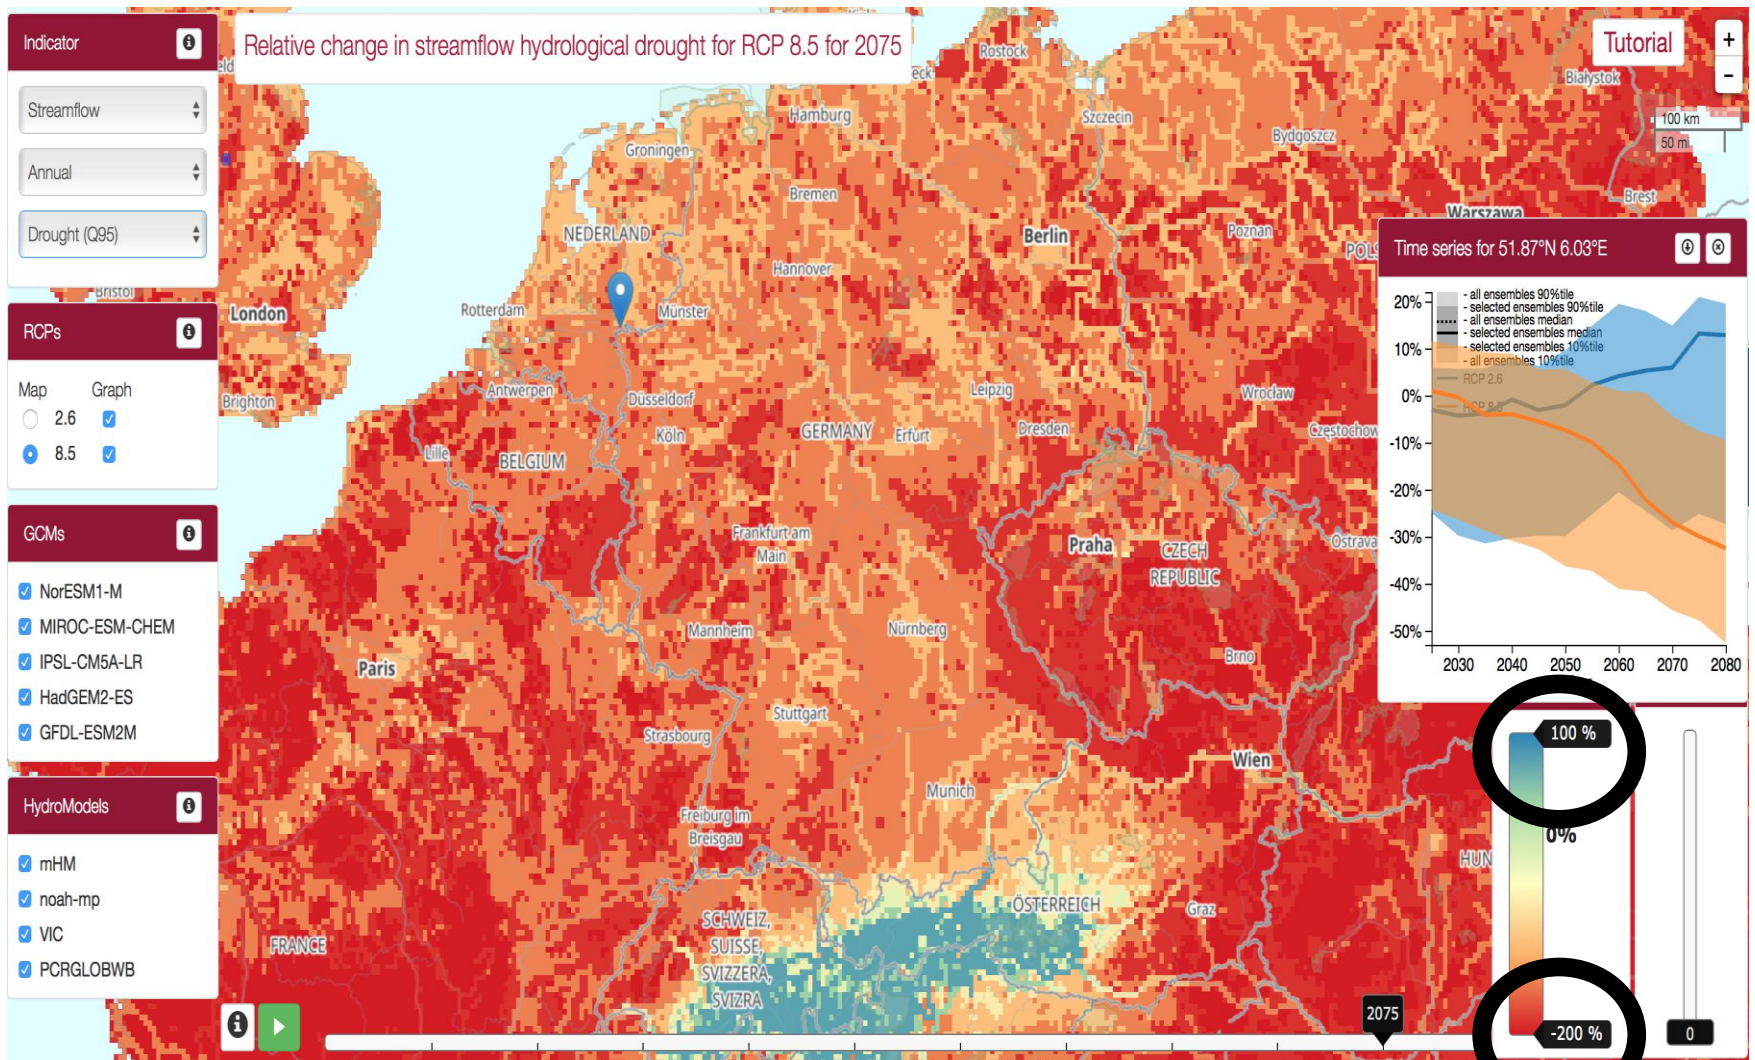 Indicator
Streamflow
Annual
Drought (Q95)
RCPs
Map Graph
2.6
8.5
GCMs
NorESM1-M
MIROC-ESM-CHEM
IPSL-CM5A-LR
HadGEM2-ES
GFDL-ESM2M
HydroModels
mHM
noah-mp
VIC
PCRGLOBWB
Relative change in streamflow hydrological drought for RCP 8.5 for 2075
Tutorial
+
-
100 km
50 mi
Rostock
Białystok
Hamburg
Szczecin
Bydgoszcz
Groningen
Bremen
Brest
Warszawa
NEDERLAND
Berlin
Poznan
Hannover
Bristol
London
Rotterdam
Münster
Brighton
Antwerpen
Düsseldorf
Leipzig
Wrocław
Köln
GERMANY
Erfurt
Dresden
Częstochow
Lille
BELGIUM
Frankfurt am
Main
Praha
CZECH
REPUBLIC
Ostrava
Mannheim
Nürnberg
Brno
Paris
Stuttgart
Strasbourg
Wien
Munich
Freiburg im
Breisgau
HUN
ÖSTERREICH
Graz
SCHWEIZ,
SUISSE,
SVIZZERA,
SVIZRA
FRANCE
Time series for 51.87°N 6.03°E
- all ensembles 90%tile
- selected ensembles 90%tile
- all ensembles median
- selected ensembles median
- selected ensembles 10%tile
- all ensembles 10%tile
RCP 2.6
RCP 8.5
20%
10%
0%
-10%
-20%
-30%
-40%
-50%
2030 2040 2050 2060 2070 2080
100 %
0%
-200 %
0
2075